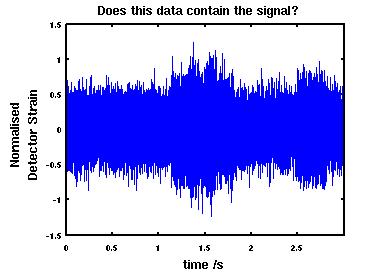 Does this data contain the signal?
1.5
1
0.5
0
-0.5
-1
-1.5
Normalised
Detector Strain
0 0.5 1 1.5 2 2.5
time /s